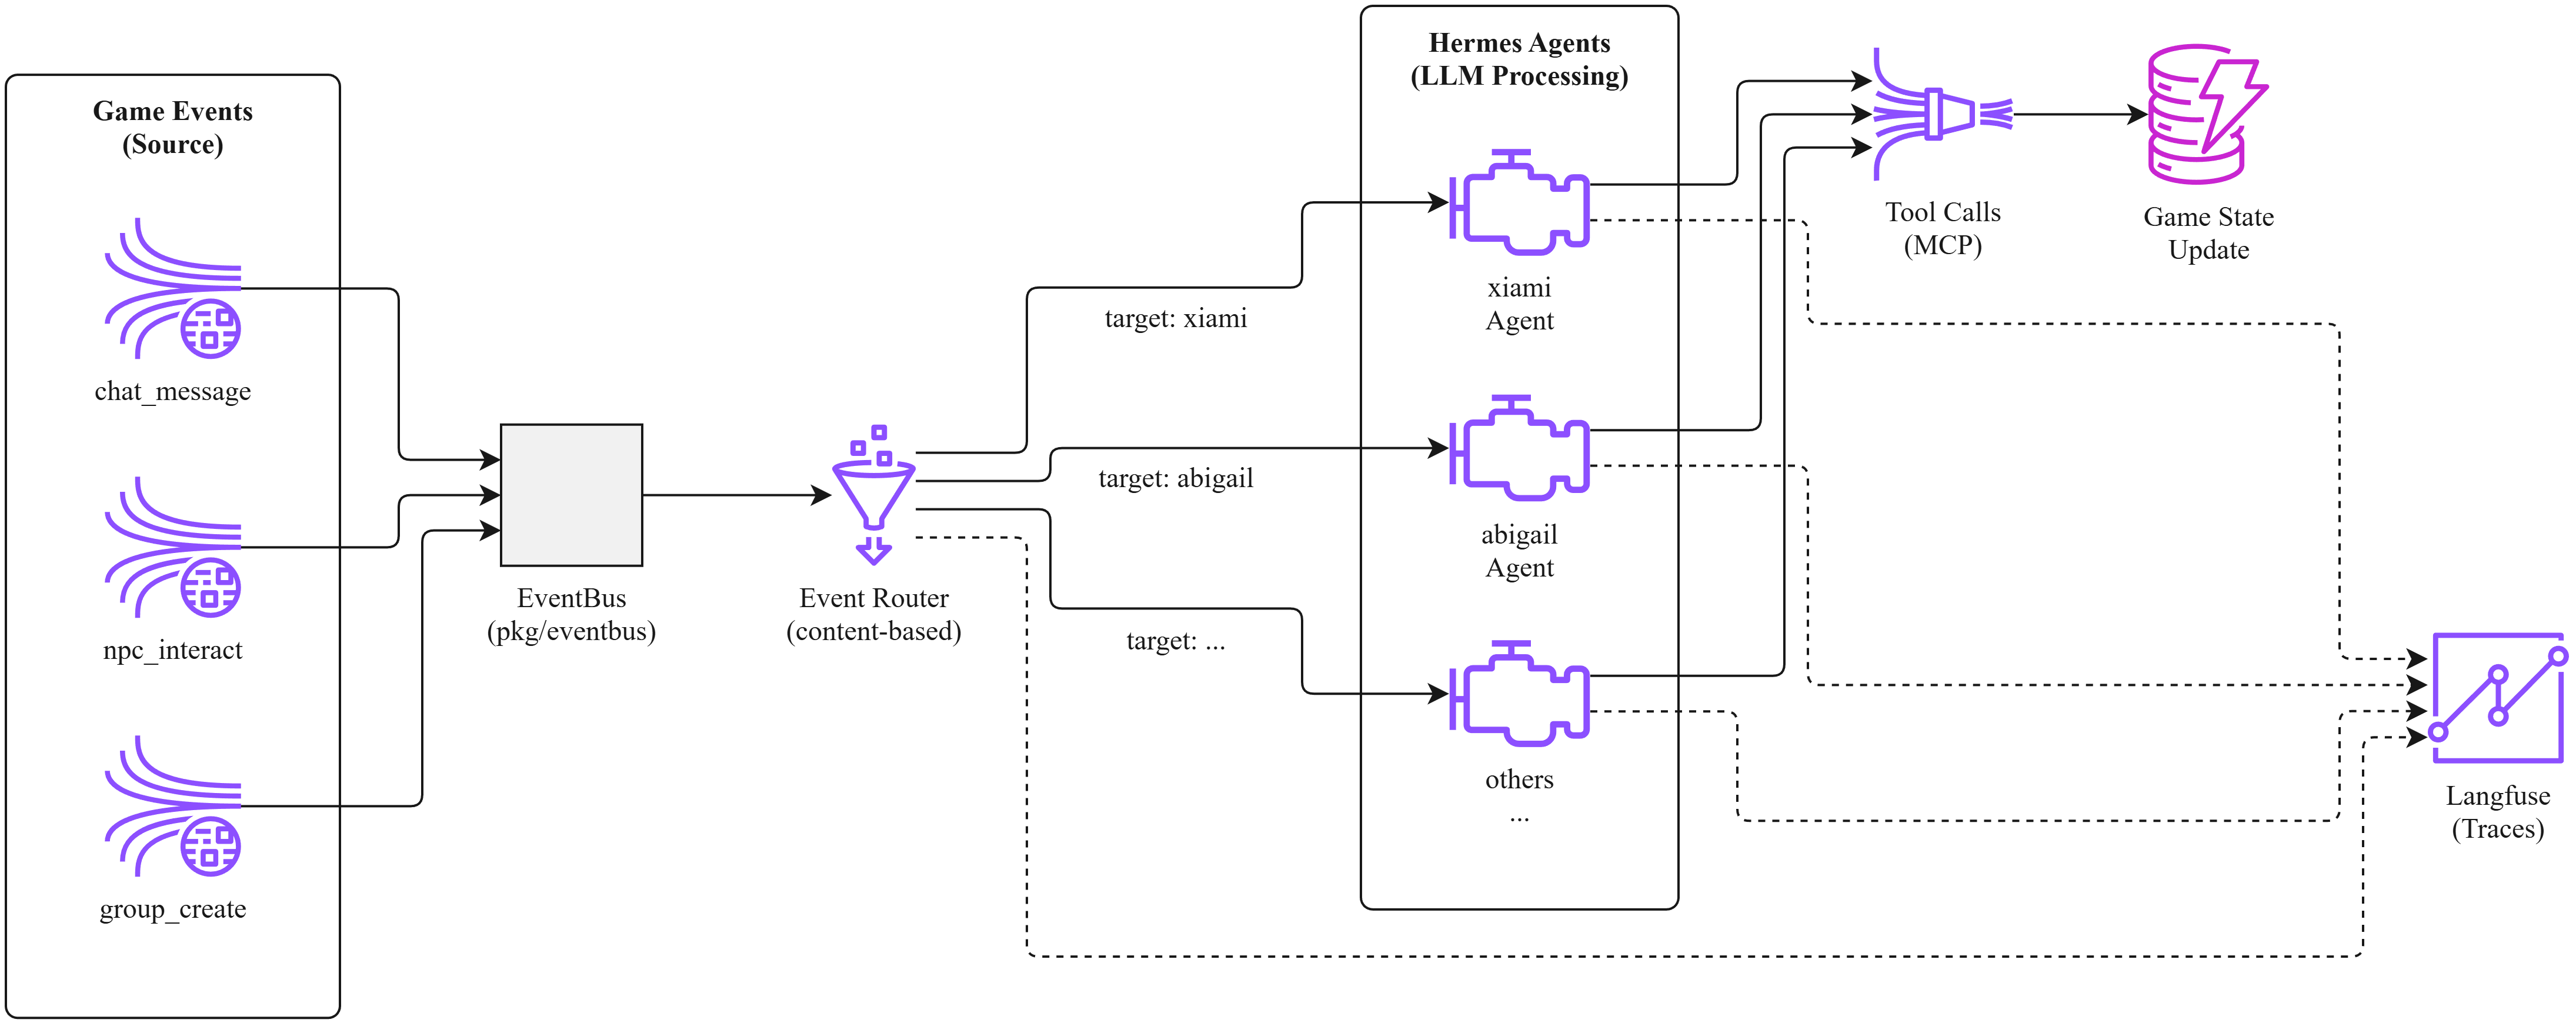 Game Events
(Source)
chat_message
npc_interact
group_create
EventBus
(pkg/eventbus)
Event Router
(content-based)
target: xiami
target: abigail
target: ...
Hermes Agents
(LLM Processing)
xiami
Agent
abigail
Agent
others
...
Tool Calls
(MCP)
Game State
Update
Langfuse
(Traces)